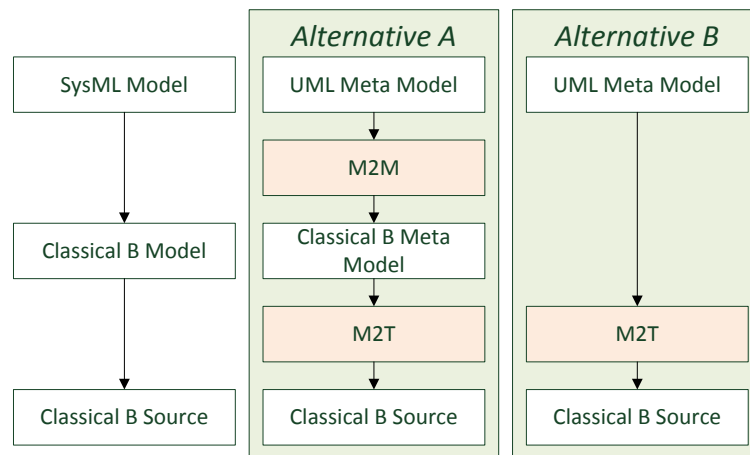 Alternative A
Alternative B
SysML Model
UML Meta Model
UML Meta Model
M2M
Classical B Model
Classical B Meta
Model
M2T
M2T
Classical B Source
Classical B Source
Classical B Source